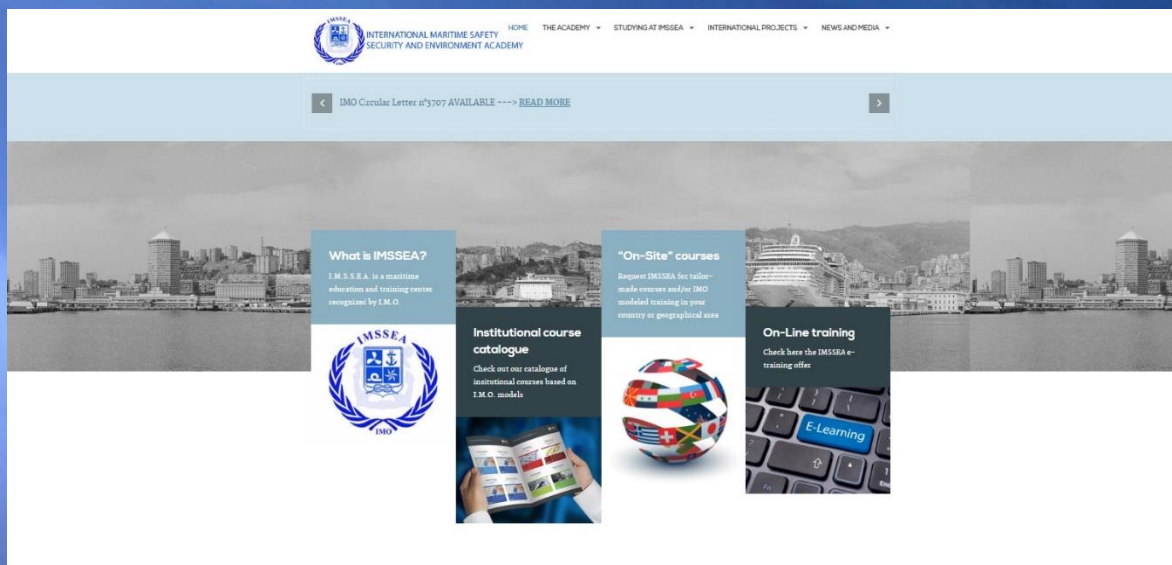 IMSSEA
IMO
INTERNATIONAL MARITIME SAFETY
SECURITY AND ENVIRONMENT ACADEMY
HOME THE ACADEMY STUDYING AT IMSSEA INTERNATIONAL PROJECTS NEWS AND MEDIA
IMO Circular Letter n°3707 AVAILABLE ---> READ MORE
What is IMSSEA?
I.M.S.S.E.A. is a maritime
education and training center
recognized by I.M.O.
IMSSEA
IMO
Institutional course
catalogue
Check out our catalogue of
insitutional courses based on
I.M.O. models
"On-Site" courses
Request IMSSEA for tailor-
made courses and/or IMO
modeled training in your
country or geographical area
On-Line training
Check here the IMSSEA e-
training offer
E-Learning